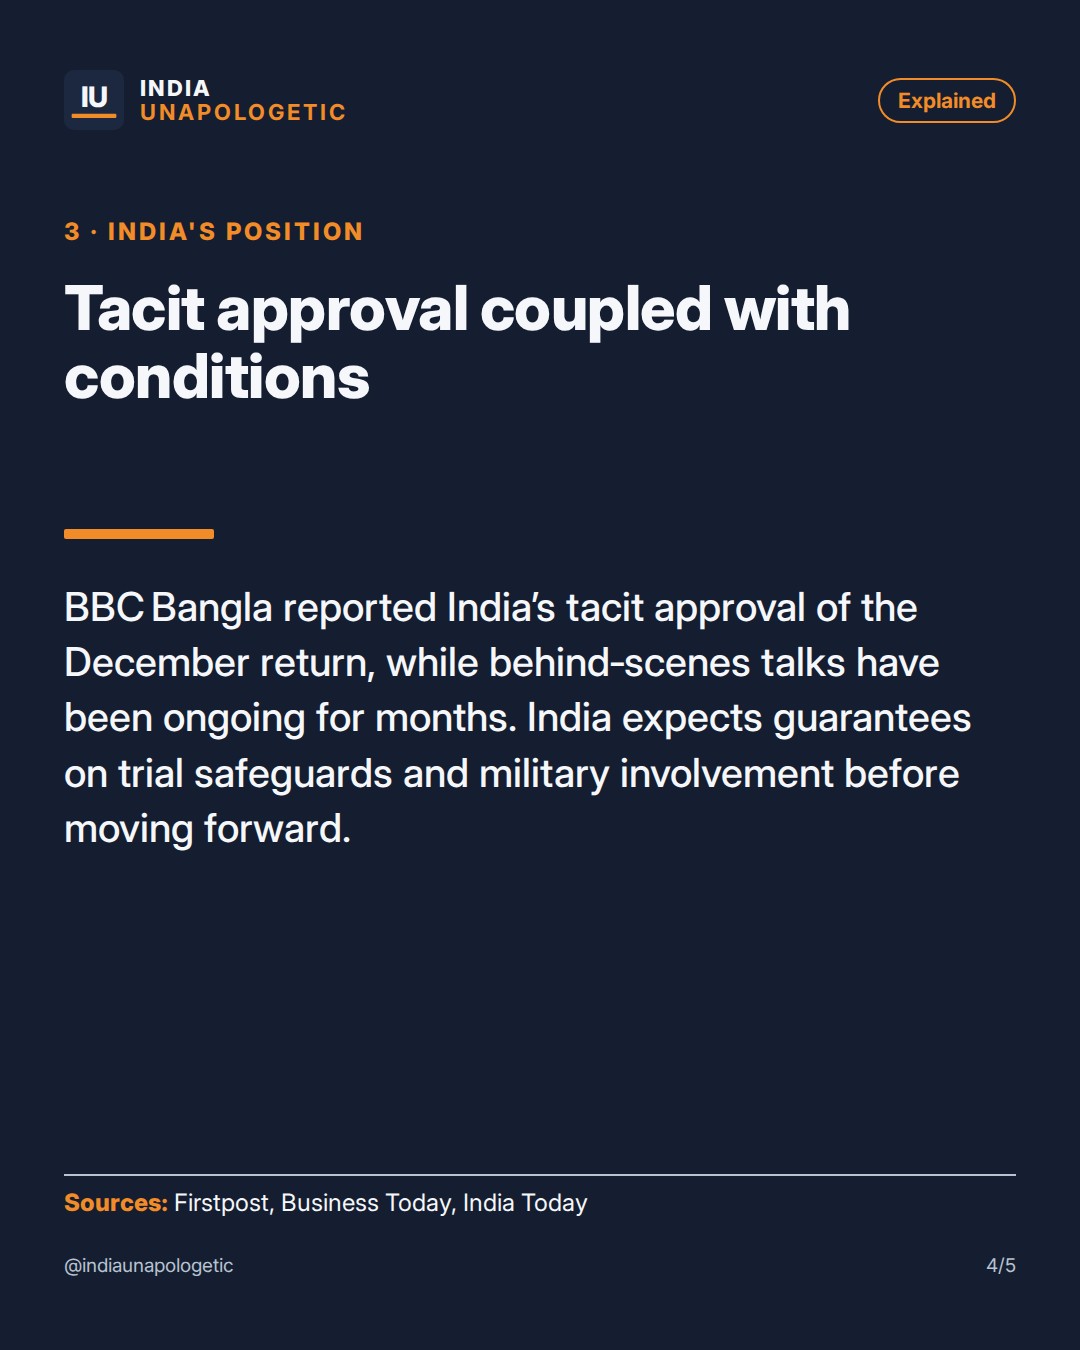 IU
INDIA
UNAPOLOGETIC
Explained
3 · INDIA'S POSITION
Tacit approval coupled with
conditions
BBC Bangla reported India’s tacit approval of the
December return, while behind-scenes talks have
been ongoing for months. India expects guarantees
on trial safeguards and military involvement before
moving forward.
Sources: Firstpost, Business Today, India Today
@indiaunapologetic
4/5